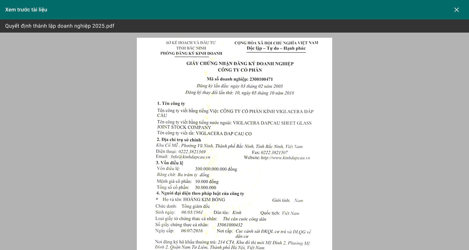 Xem trước tài liệu
Quyết định thành lập doanh nghiệp 2025.pdf
SỞ KẾ HOẠCH VÀ ĐẦU TƯ
TỈNH BẮC NINH
PHÒNG ĐĂNG KÝ KINH DOANH
CỘNG HÒA XÃ HỘI CHỦ NGHĨA VIỆT NAM
Độc lập - Tự do - Hạnh phúc
GIẤY CHỨNG NHẬN ĐĂNG KÝ DOANH NGHIỆP
CÔNG TY CỔ PHẦN
Mã số doanh nghiệp: 2300100471
Đăng ký lần đầu: ngày 03 tháng 02 năm 2005
Đăng ký thay đổi lần thứ: 10, ngày 05 tháng 10 năm 2019
1. Tên công ty
Tên công ty viết bằng tiếng Việt: CÔNG TY CỔ PHẦN KÍNH VIGLACERA ĐÁP
CẦU
Tên công ty viết bằng tiếng nước ngoài: VIGLACERA DAPCAU SHEET GLASS
JOINT STOCK COMPANY
Tên công ty viết tắt: VIGLACERA DAP CAU CO
2. Địa chỉ trụ sở chính
Khu Cổ Mễ, Phường Vũ Ninh, Thành phố Bắc Ninh, Tỉnh Bắc Ninh, Việt Nam
Điện thoại: 0222.3821369 Fax: 0222.3821507
Email: Website: http://www.kinhdapcau.vn
3. Vốn điều lệ
Vốn điều lệ: 300.000.000.000 đồng
Bằng chữ: Ba trăm tỷ đồng
Mệnh giá cổ phần: 10.000 đồng
Tổng số cổ phần: 30.000.000
4. Người đại diện theo pháp luật của công ty
* Họ và tên: HOÀNG KIM BỒNG Giới tính: Nam
Chức danh: Tổng giám đốc
Sinh ngày: Dân tộc: Kinh Quốc tịch: Việt Nam
Loại giấy tờ chứng thực cá nhân: Thẻ căn cước công dân
Số giấy chứng thực cá nhân:
Ngày cấp: 06/07/2016 Nơi cấp: Cục cảnh sát ĐKQL cư trú và DLQG về
dân cư
Nơi đăng ký hộ khẩu thường trú: 214 CT4, Khu đô thị mới Mỹ Đình 2, Phường Mỹ
Đình 2, Quận Nam Từ Liêm, Thành phố Hà Nội, Việt Nam